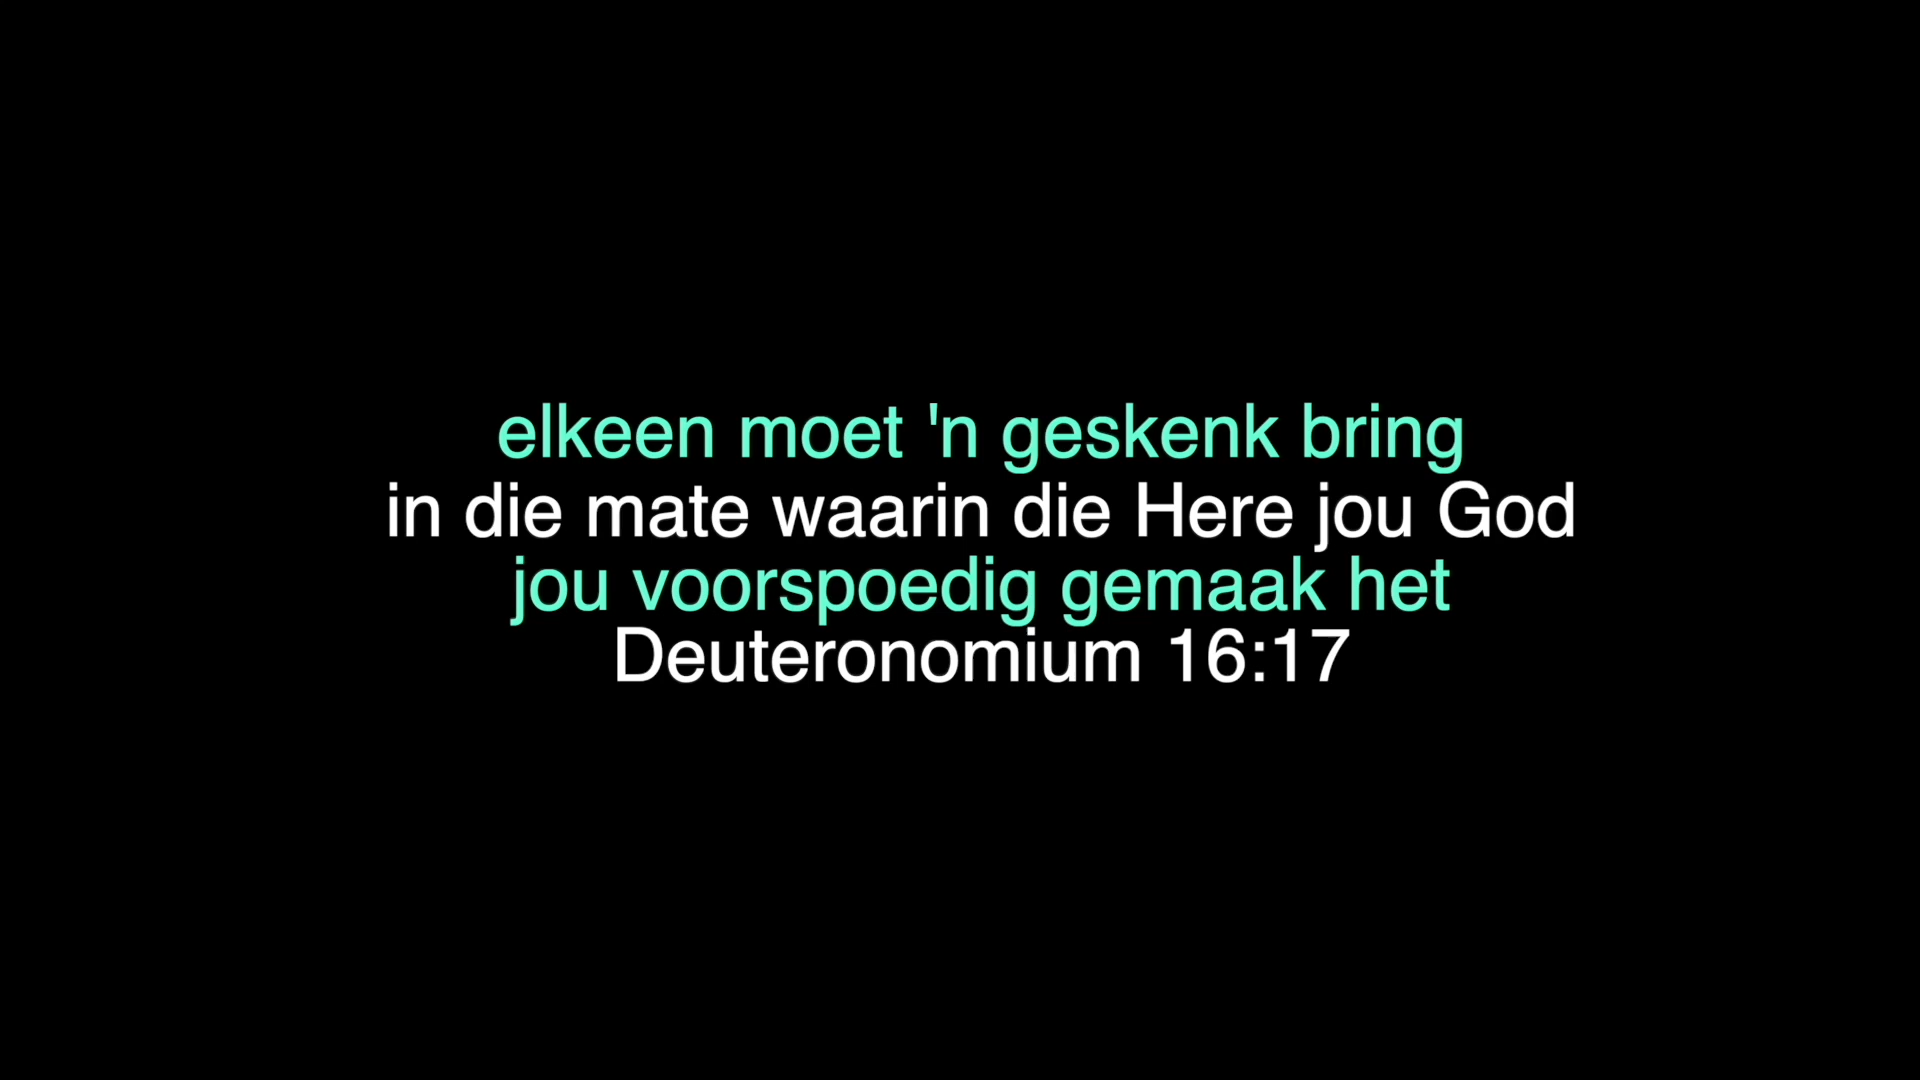 elkeen moet 'n geskenk bring
in die mate waarin die Here jou God
jou voorspoedig gemaak het
Deuteronomium 16:17